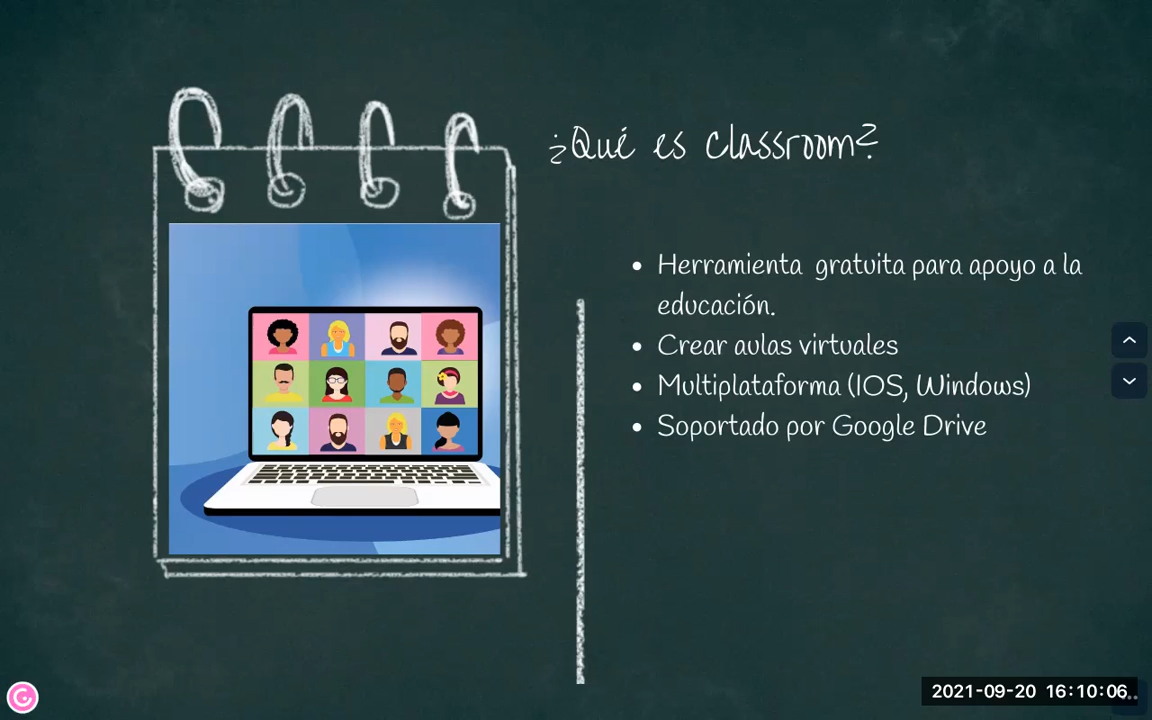 ¿Qué es classroom?
Herramienta gratuita para apoyo a la
educación.
Crear aulas virtuales
Multiplataforma (IOS, Windows)
Soportado por Google Drive
2021-09-20 16:10:06